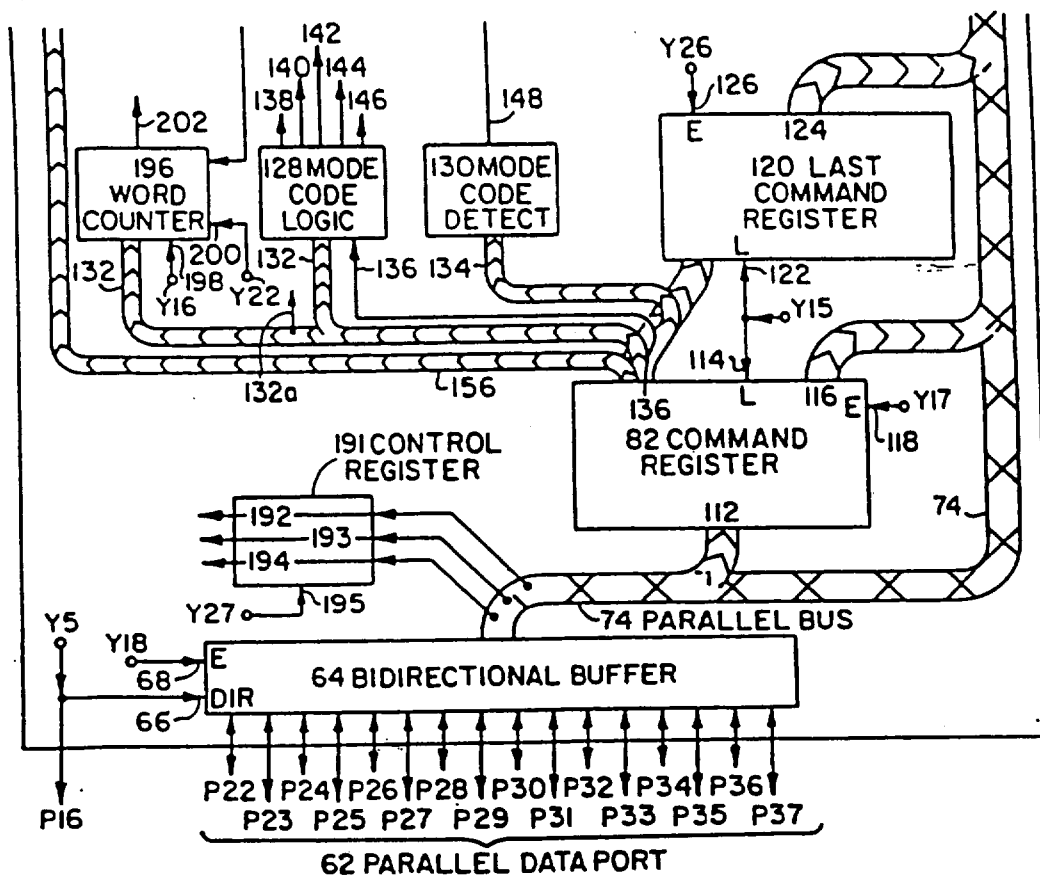 142
140
144
138
146
202
148
Y26
126
E
124
196
WORD
COUNTER
128 MODE
CODE
LOGIC
130 MODE
CODE
DETECT
120 LAST
COMMAND
REGISTER
L
132
200
198
Y16
Y22
132
136
134
122
Y15
132a
156
114
136
L
116
E
Y17
118
82 COMMAND
REGISTER
112
74
191 CONTROL
REGISTER
192
193
194
195
Y27
1
74 PARALLEL BUS
Y5
Y18
68
E
64 BIDIRECTIONAL BUFFER
DIR
66
P22 P24 P26 P28 P30 P32 P34 P36
P16
P23 P25 P27 P29 P31 P33 P35 P37
62 PARALLEL DATA PORT